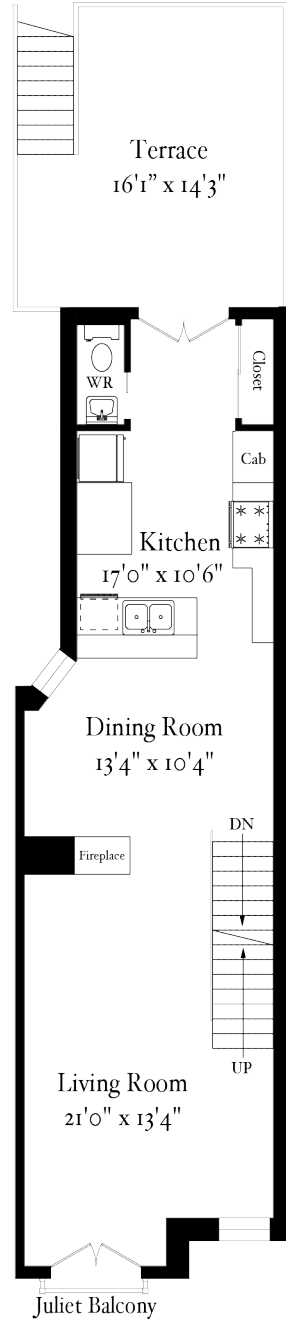 Terrace
16'1" x 14'3"
WR
Closet
Cab
Kitchen
17'0" x 10'6"
Dining Room
13'4" x 10'4"
DN
Fireplace
UP
Living Room
21'0" x 13'4"
Juliet Balcony